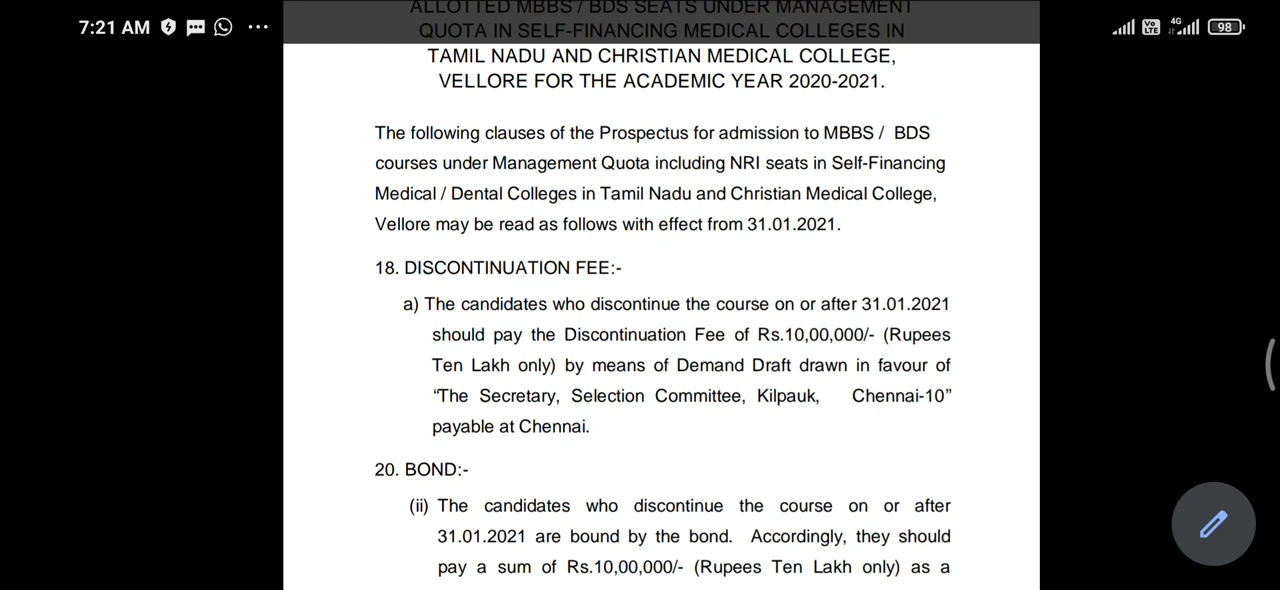 7:21 AM
4G
98
ALLOTTED MBBS / BDS SEATS UNDER MANAGEMENT
QUOTA IN SELF-FINANCING MEDICAL COLLEGES IN
TAMIL NADU AND CHRISTIAN MEDICAL COLLEGE,
VELLORE FOR THE ACADEMIC YEAR 2020-2021.
The following clauses of the Prospectus for admission to MBBS / BDS
courses under Management Quota including NRI seats in Self-Financing
Medical / Dental Colleges in Tamil Nadu and Christian Medical College,
Vellore may be read as follows with effect from 31.01.2021.
18. DISCONTINUATION FEE:-
a) The candidates who discontinue the course on or after 31.01.2021
should pay the Discontinuation Fee of Rs.10,00,000/- (Rupees
Ten Lakh only) by means of Demand Draft drawn in favour of
“The Secretary, Selection Committee, Kilpauk, Chennai-10”
payable at Chennai.
20. BOND:-
(ii) The candidates who discontinue the course on or after
31.01.2021 are bound by the bond. Accordingly, they should
pay a sum of Rs.10,00,000/- (Rupees Ten Lakh only) as a